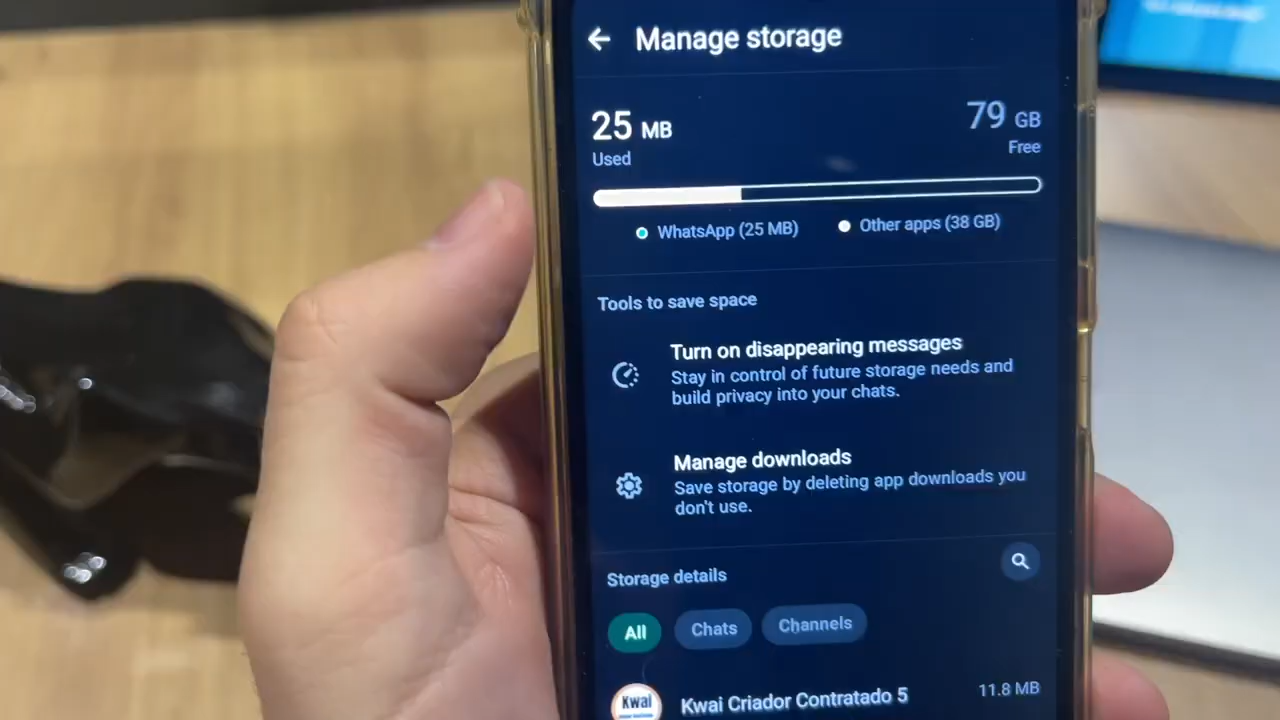 Manage storage
25 MB
79 GB
Used
Free
WhatsApp (25 MB)
Other apps (38 GB)
Tools to save space
Turn on disappearing messages
Stay in control of future storage needs and
build privacy into your chats.
Manage downloads
Save storage by deleting app downloads you
don't use.
Storage details
All
Chats
Channels
Kwai
Kwai Criador Contratado 5
11.8 MB